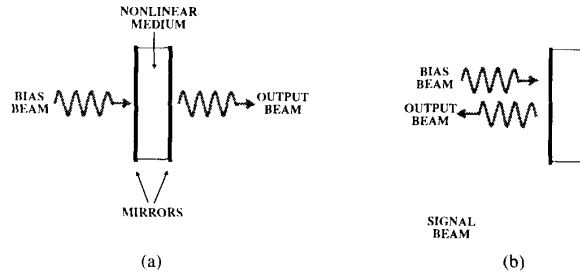 NONLINEAR
MEDIUM
BIAS
BEAM
OUTPUT
BEAM
MIRRORS
(a)
BIAS
BEAM
OUTPUT
BEAM
SIGNAL
BEAM
(b)